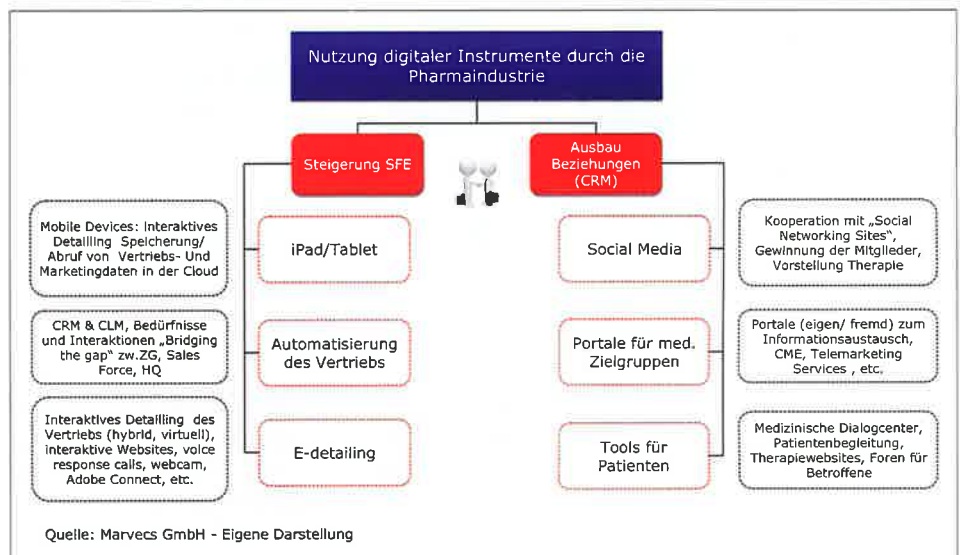 Nutzung digitaler Instrumente durch die
Pharmaindustrie
Steigerung SFE
Ausbau
Beziehungen
(CRM)
Mobile Devices: Interaktives
Detailling Speicherung/
Abruf von Vertriebs- Und
Marketingdaten in der Cloud
iPad/Tablet
Social Media
Kooperation mit „Social
Networking Sites“,
Gewinnung der Mitglieder,
Vorstellung Therapie
CRM & CLM, Bedürfnisse
und Interaktionen „Bridging
the gap“ zw.ZG, Sales
Force, HQ
Automatisierung
des Vertriebs
Portale für med.
Zielgruppen
Portale (eigen/ fremd) zum
Informationsaustausch,
CME, Telemarketing
Services , etc.
Interaktives Detailling des
Vertriebs (hybrid, virtuell),
interaktive Websites, voice
response calls, webcam,
Adobe Connect, etc.
E-detailing
Tools für
Patienten
Medizinische Dialogcenter,
Patientenbegleitung,
Therapiewebsites, Foren für
Betroffene
Quelle: Marvecs GmbH - Eigene Darstellung